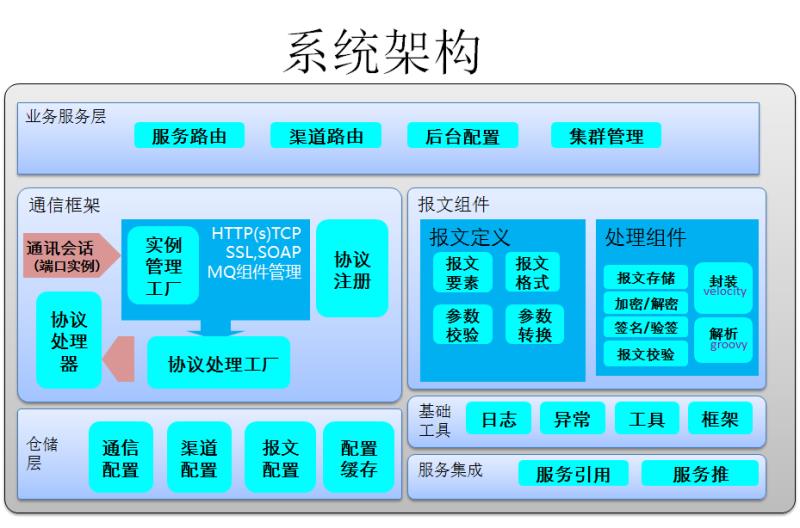 系统架构
业务服务层
服务路由
渠道路由
后台配置
集群管理
通信框架
通讯会话
（端口实例）
实例
管理
工厂
HTTP(s)TCP
SSL,SOAP
MQ组件管理
协议
注册
协议
处理
器
协议处理工厂
报文组件
报文定义
报文
要素
报文
格式
参数
校验
参数
转换
处理组件
报文存储
加密/解密
签名/验签
报文校验
封装
velocity
解析
groovy
仓储
层
通信
配置
渠道
配置
报文
配置
配置
缓存
基础
工具
日志
异常
工具
框架
服务集成
服务引用
服务推